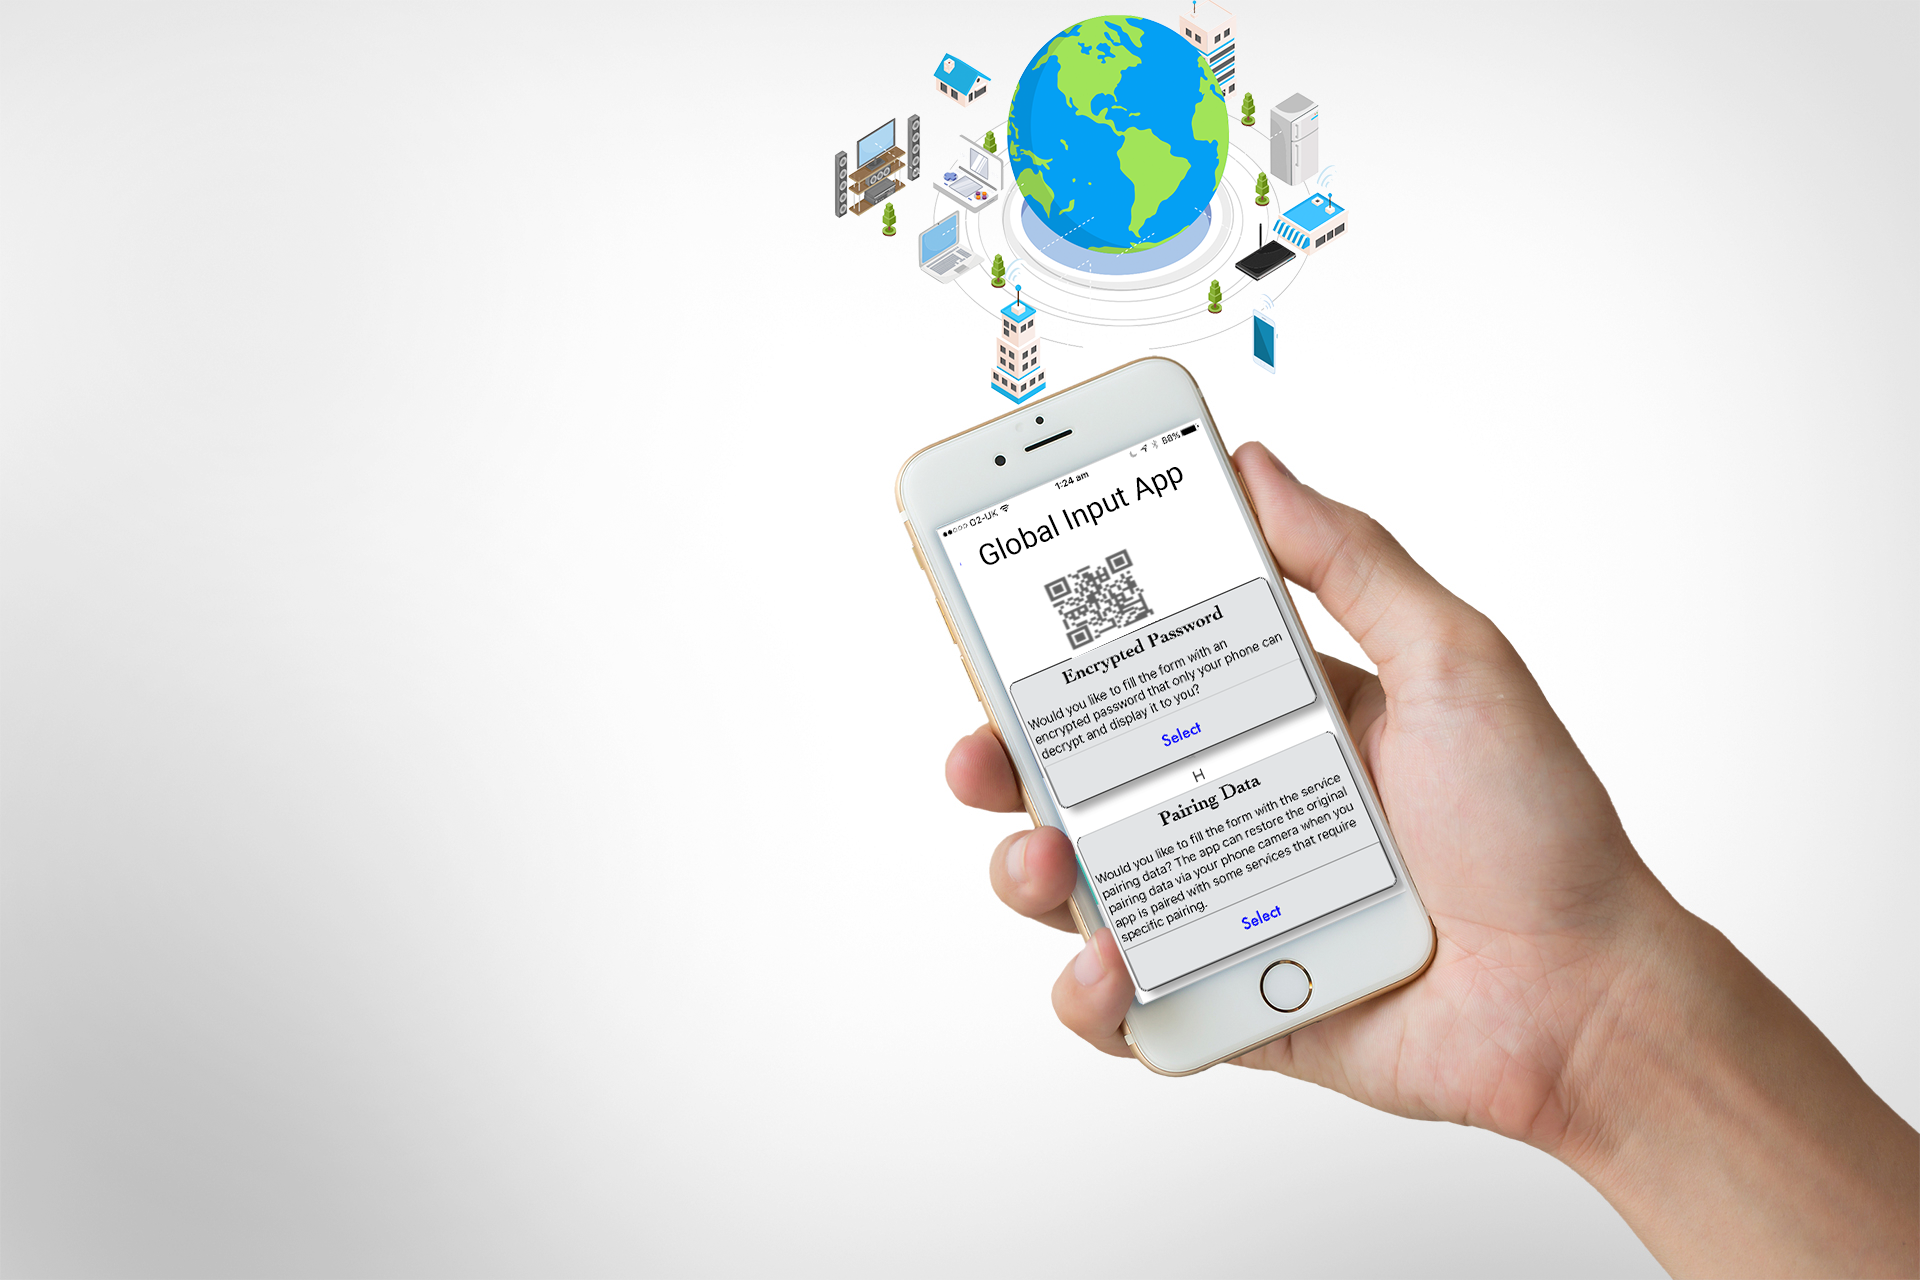 ●●○○○ O2-UK
1:24 am
88%
Global Input App
Encrypted Password
Would you like to fill the form with an
encrypted password that only your phone can
decrypt and display it to you?
Select
H
Pairing Data
Would you like to fill the form with the service
pairing data? The app can restore the original
pairing data via your phone camera when you
app is paired with some services that require
specific pairing.
Select